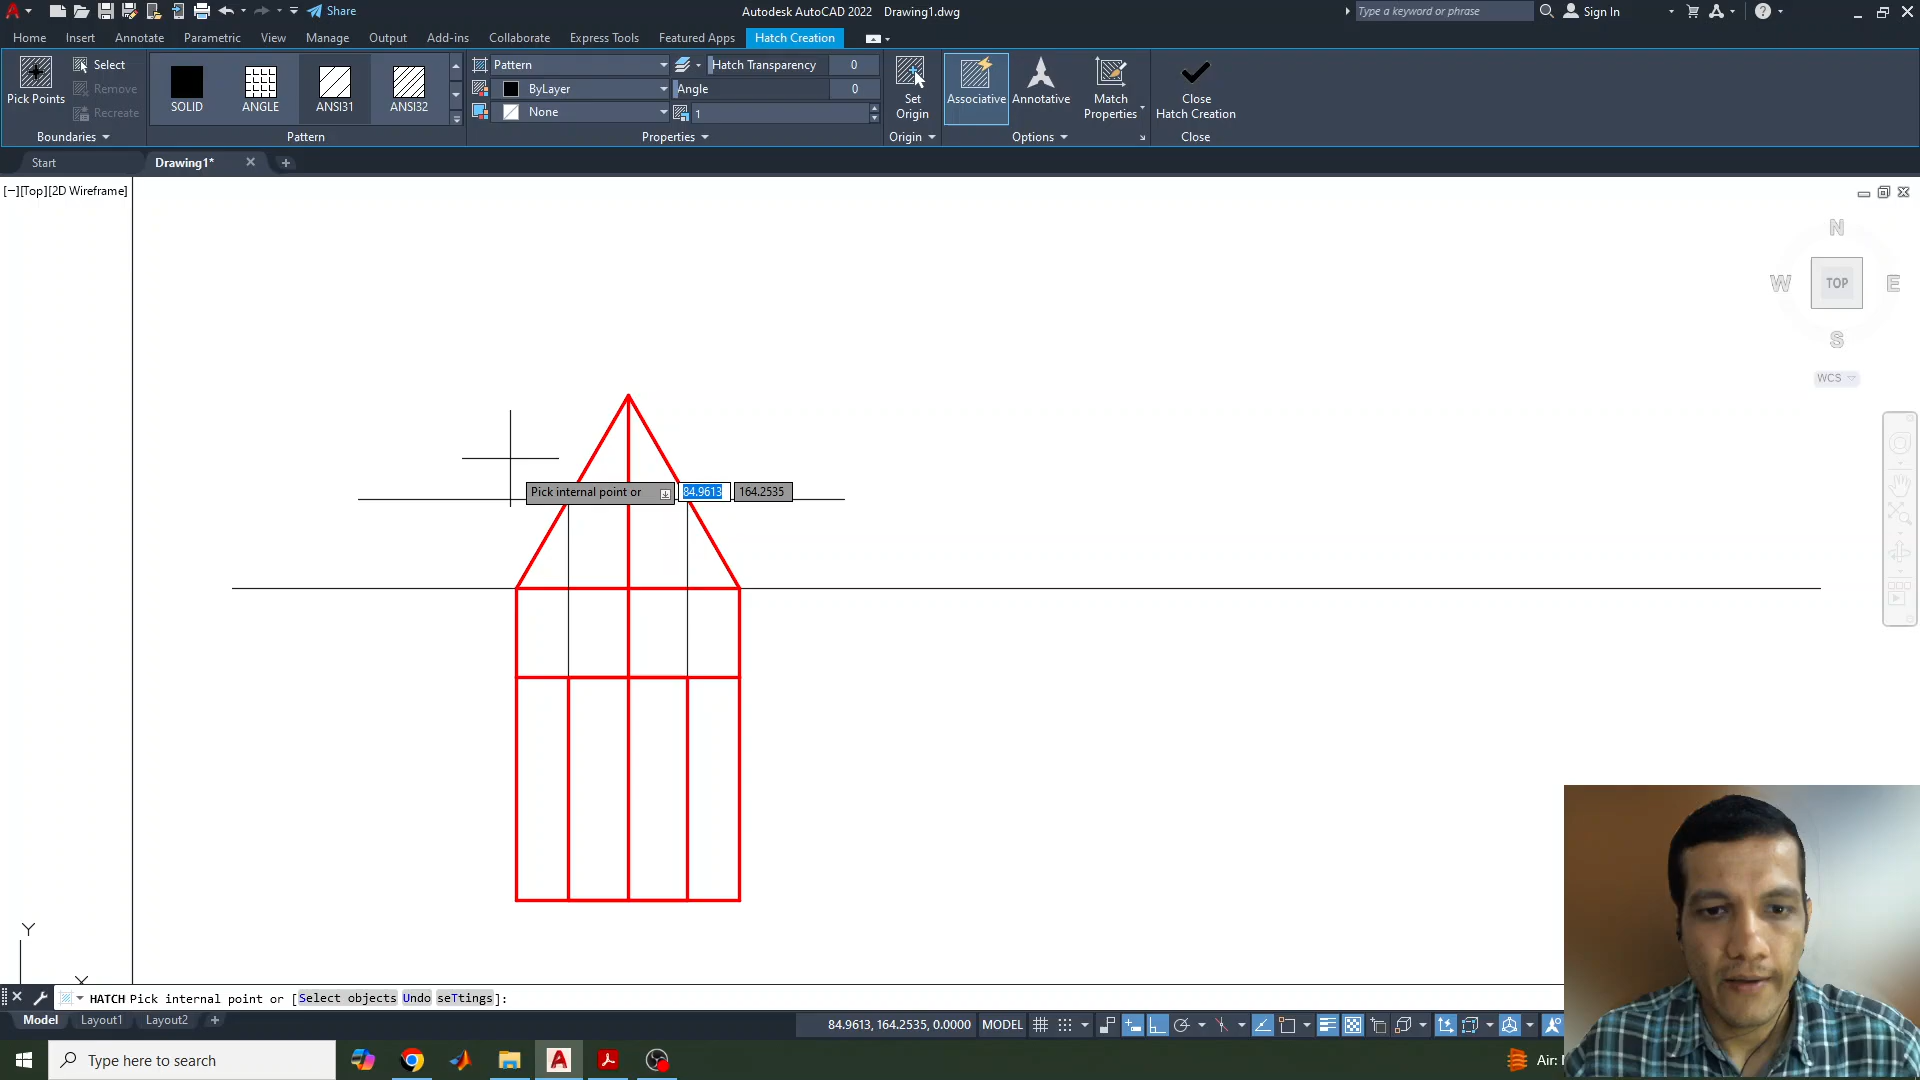 Share
Autodesk AutoCAD 2022 Drawing1.dwg
Type a keyword or phrase
Sign In
Home Insert Annotate Parametric View Manage Output Add-ins Collaborate Express Tools Featured Apps Hatch Creation
Pick Points
Select
Remove
Recreate
Boundaries
SOLID
ANGLE
ANSI31
ANSI32
Pattern
Pattern
ByLayer
None
Hatch Transparency 0
Angle 0
1
Properties
Set
Origin
Origin
Associative
Annotative
Match
Properties
Options
Close
Hatch Creation
Close
Start
Drawing1*
[−][Top][2D Wireframe]
N
W
TOP
E
S
WCS
Pick internal point or 84.9613 164.2535
Y
X
HATCH Pick internal point or [Select objects Undo seTtings]:
Model Layout1 Layout2
84.9613, 164.2535, 0.0000 MODEL
Type here to search
Air: